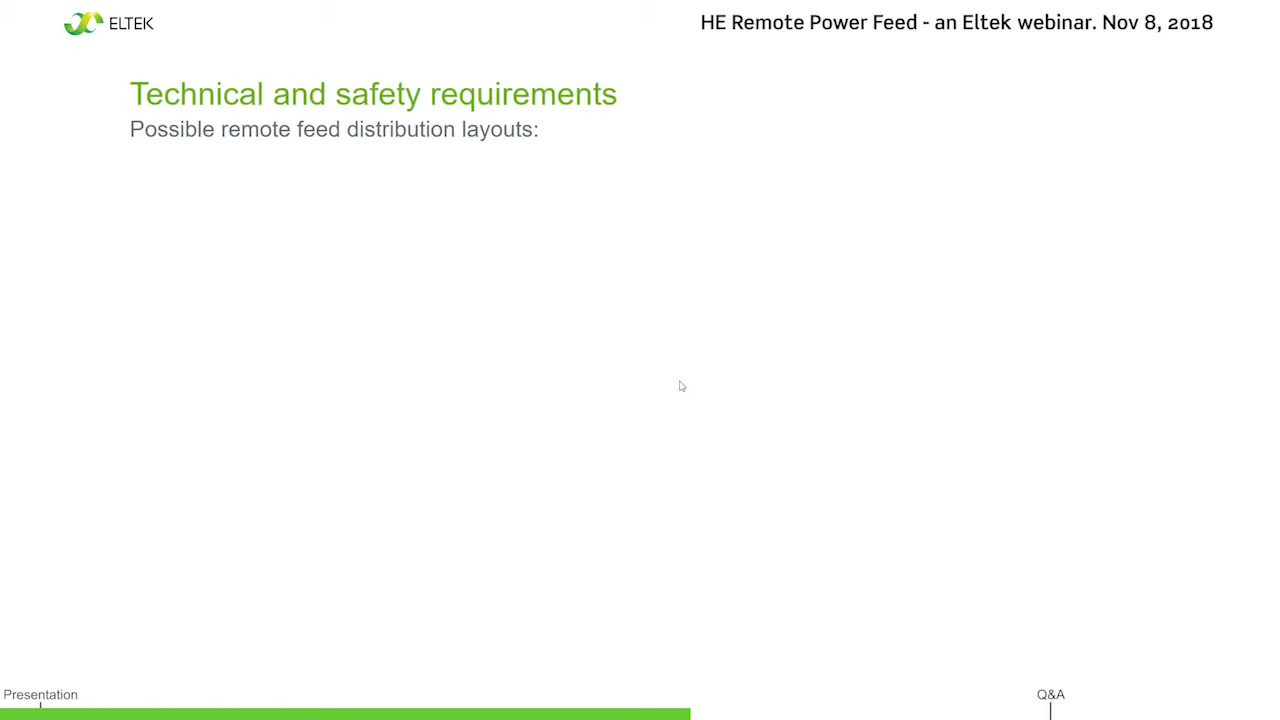 ELTEK
HE Remote Power Feed - an Eltek webinar. Nov 8, 2018
Technical and safety requirements
Possible remote feed distribution layouts:
Presentation
Q&A